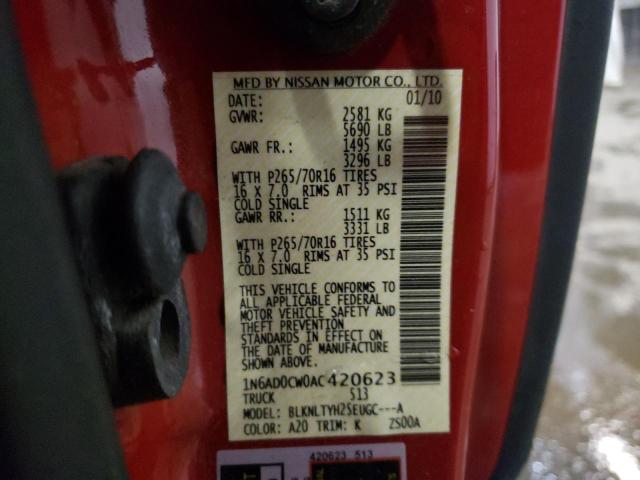 MFD BY NISSAN MOTOR CO., LTD.
DATE: 01/10
GVWR: 2581 KG
5690 LB
GAWR FR.: 1495 KG
3296 LB
WITH P265/70R16 TIRES
16 X 7.0 RIMS AT 35 PSI
COLD SINGLE
GAWR RR.: 1511 KG
3331 LB
WITH P265/70R16 TIRES
16 X 7.0 RIMS AT 35 PSI
COLD SINGLE
THIS VEHICLE CONFORMS TO
ALL APPLICABLE FEDERAL
MOTOR VEHICLE SAFETY AND
THEFT PREVENTION
STANDARDS IN EFFECT ON
THE DATE OF MANUFACTURE
SHOWN ABOVE.
1N6AD0CW0AC420623
TRUCK 513
MODEL: BLKNLTYH25EUGC---A
COLOR: A20 TRIM: K ZS00A
420623 513